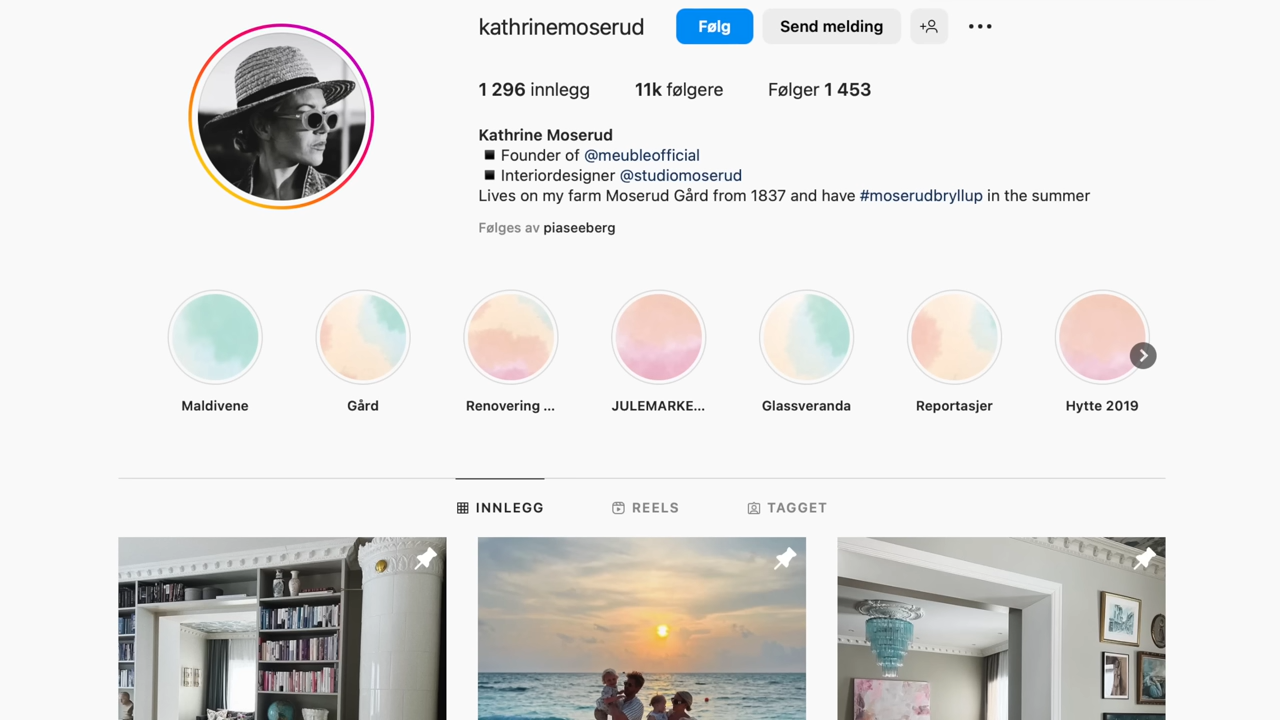 kathrinemoserud Følg Send melding
1 296 innlegg 11k følgere Følger 1 453
Kathrine Moserud
Founder of @meubleofficial
Interiordesigner @studiomoserud
Lives on my farm Moserud Gård from 1837 and have #moserudbryllup in the summer
Følges av piaseeberg
Maldivene Gård Renovering ... JULEMARKE... Glassveranda Reportasjer Hytte 2019
INNLEGG REELS TAGGET